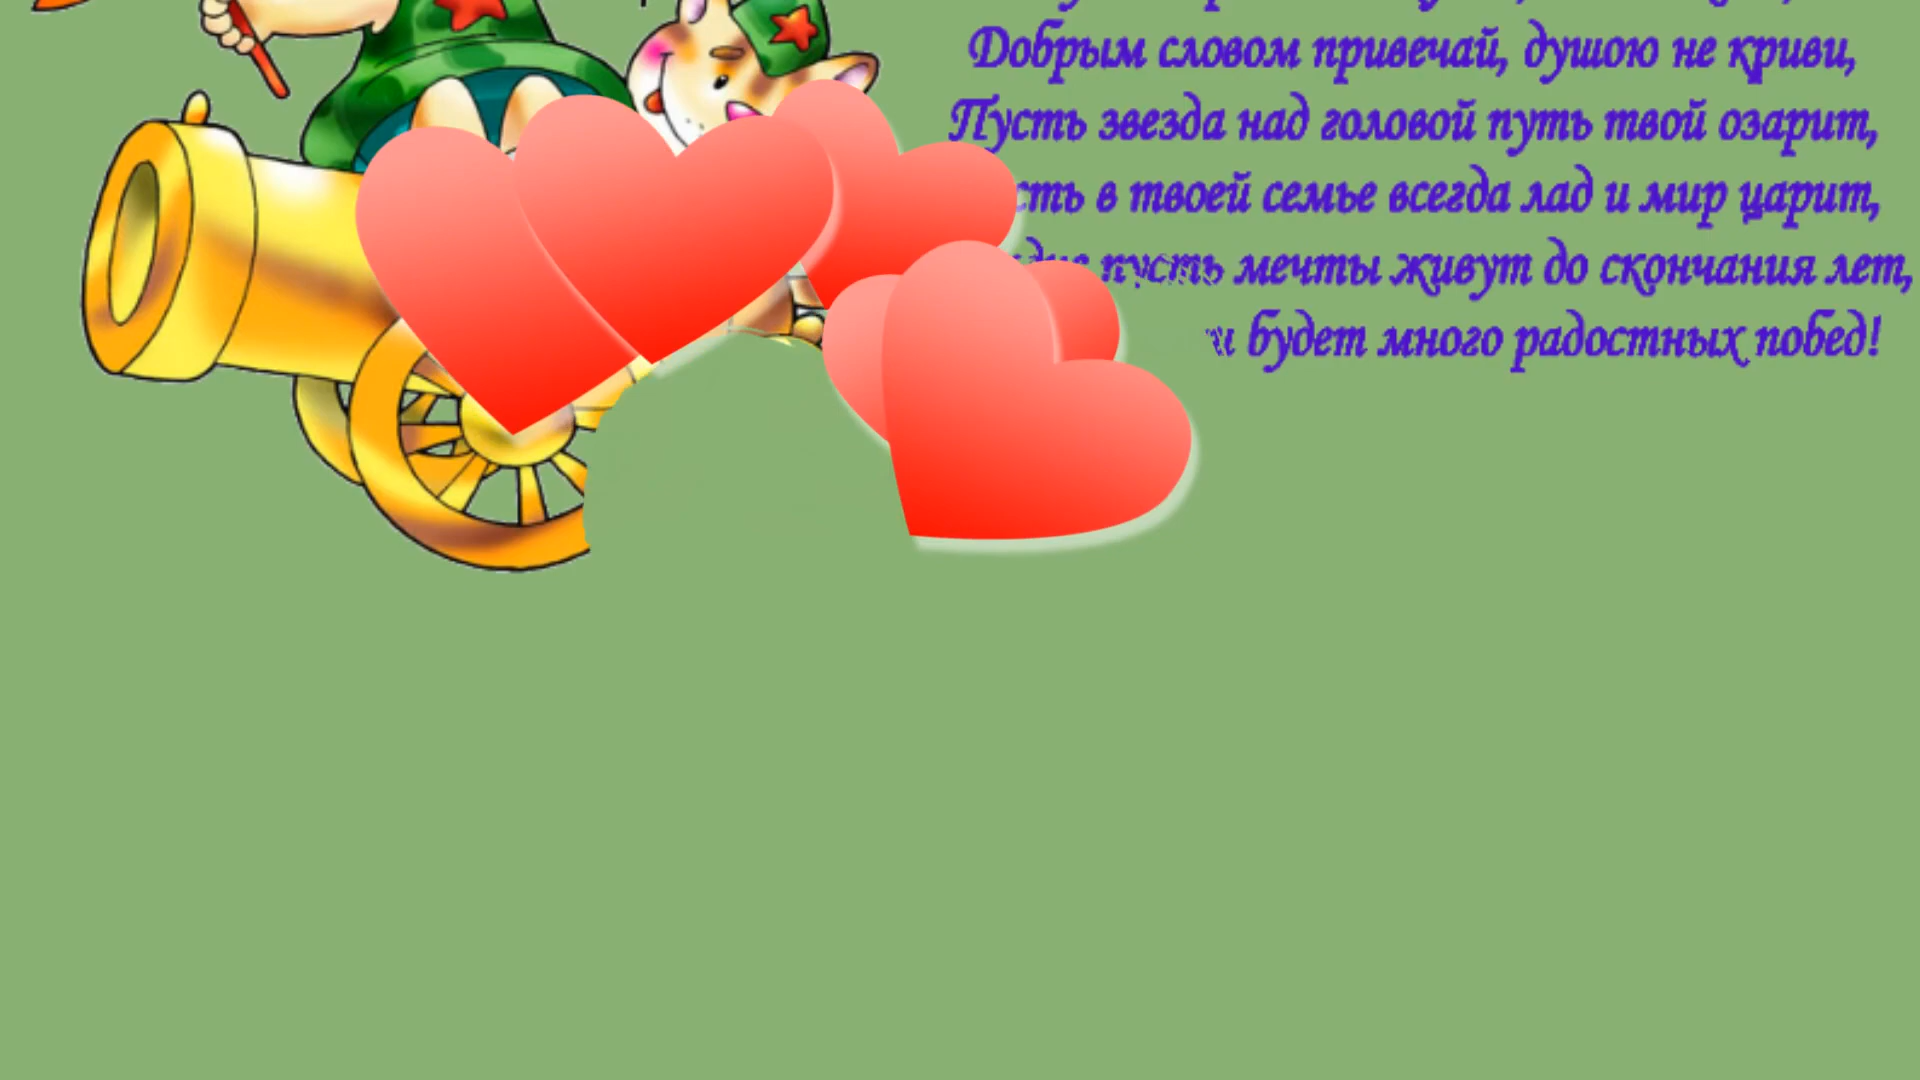 Добрым словом привечай, душою не криви,
Пусть звезда над головой путь твой озарит,
в твоей семье всегда лад и мир царит,
пусть мечты живут до скончания лет,
и будет много радостных побед!